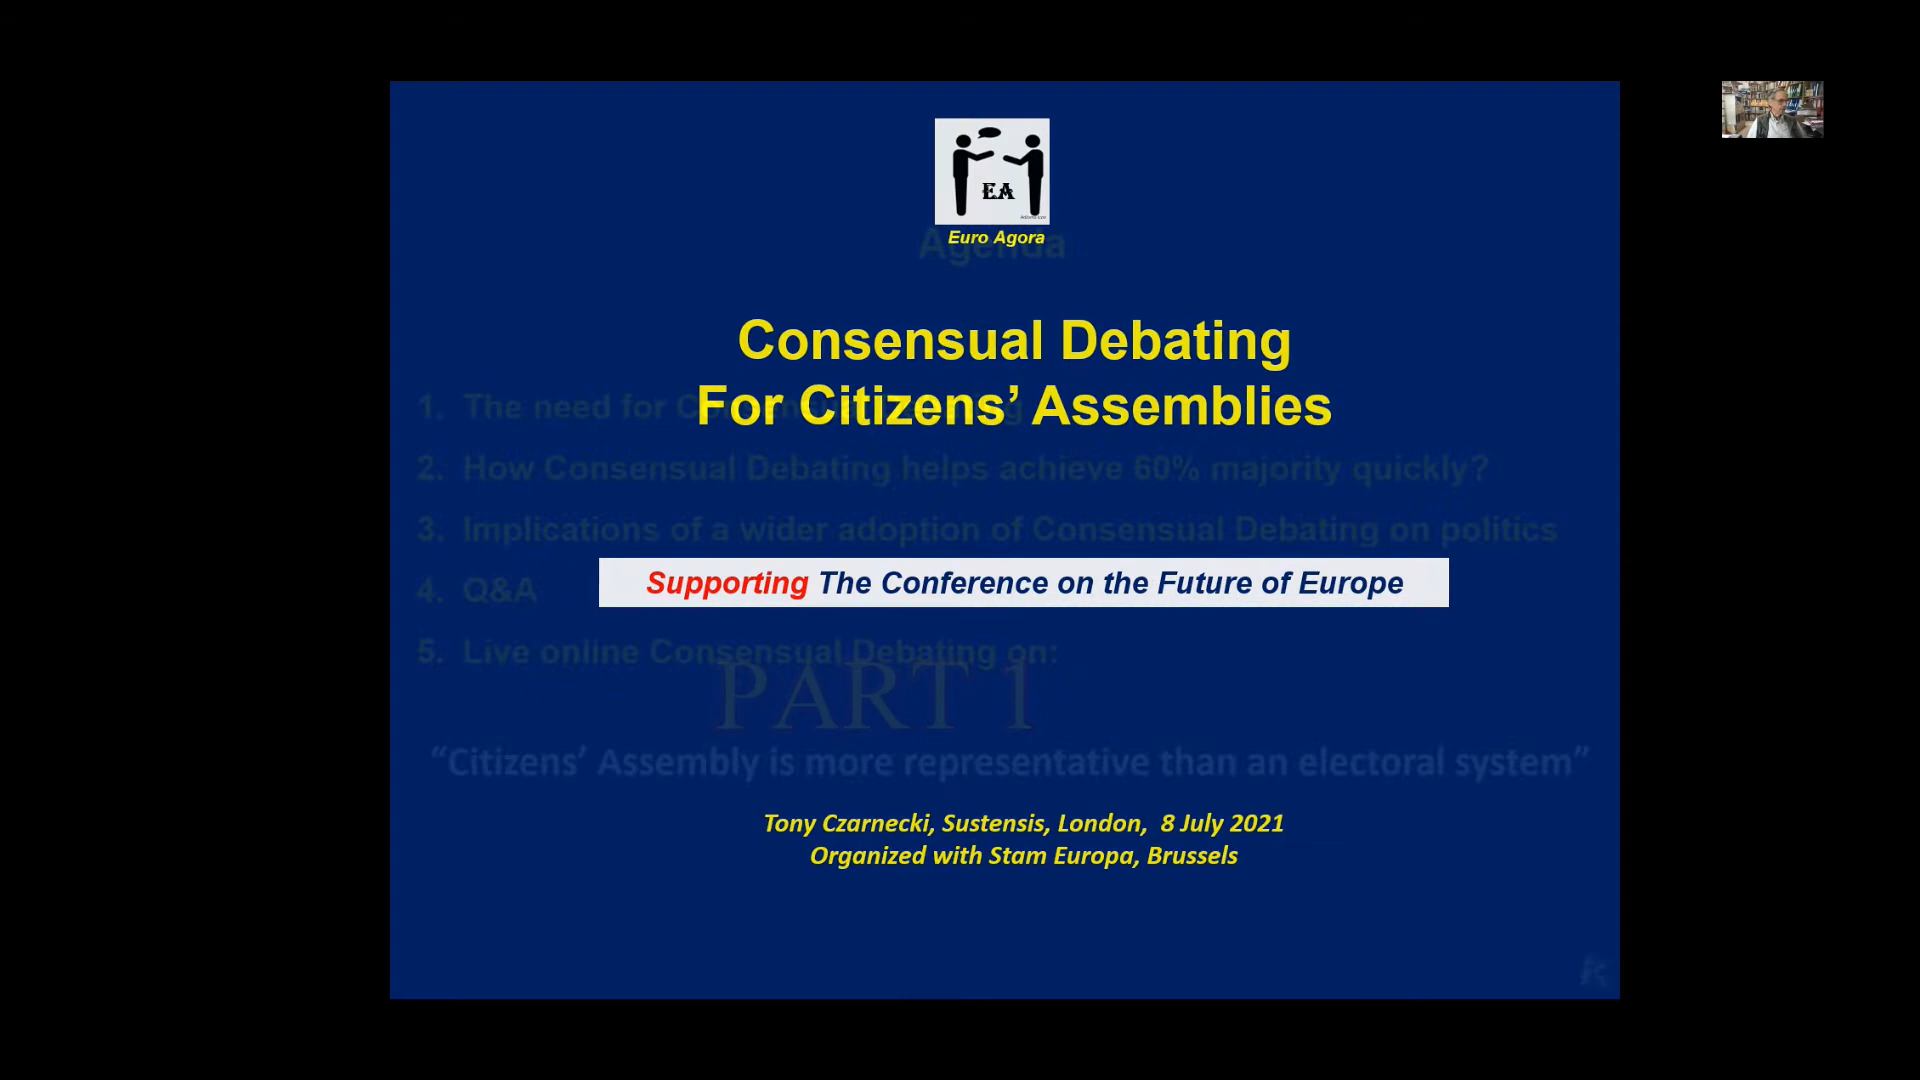 EA
Euro Agora
Agenda
Consensual Debating
For Citizens’ Assemblies
1. The need for Consensual Debating
2. How Consensual Debating helps achieve 60% majority quickly?
3. Implications of a wider adoption of Consensual Debating on politics
Supporting The Conference on the Future of Europe
4. Q&A
5. Live online Consensual Debating on:
PART 1
“Citizens’ Assembly is more representative than an electoral system”
Tony Czarnecki, Sustensis, London, 8 July 2021
Organized with Stam Europa, Brussels